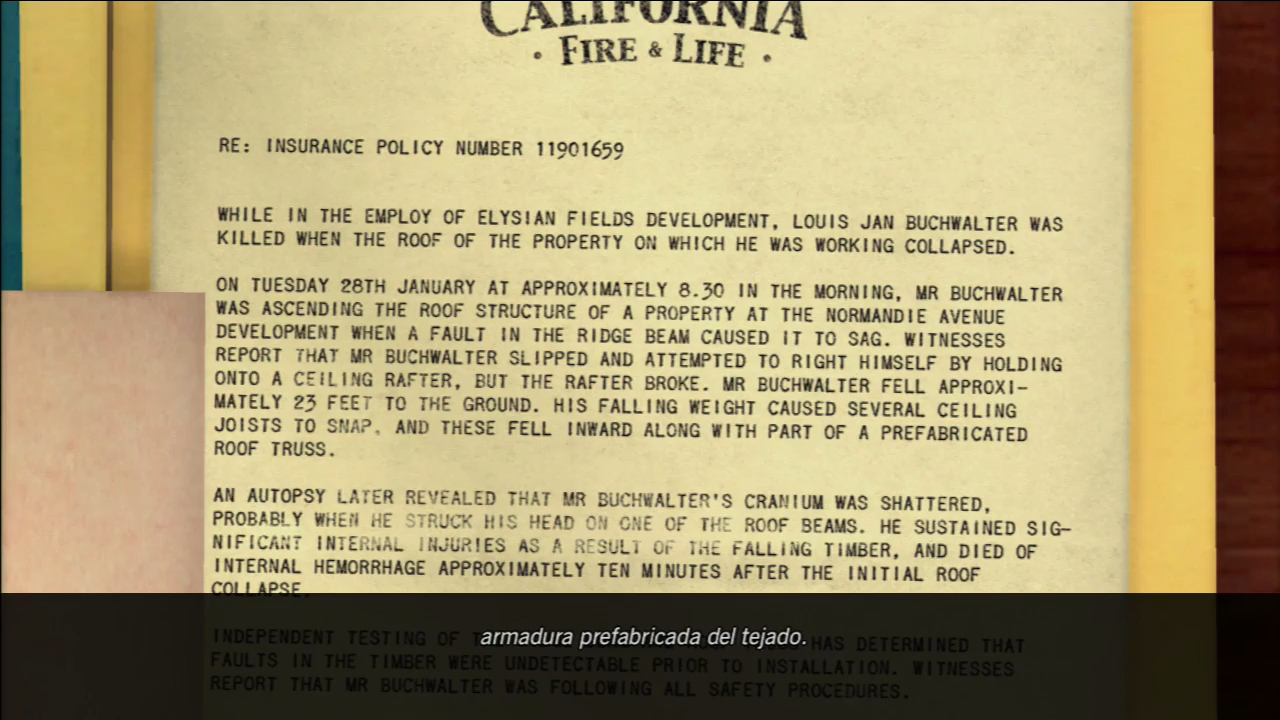 CALIFORNIA
• FIRE & LIFE •
RE: INSURANCE POLICY NUMBER 11901659
WHILE IN THE EMPLOY OF ELYSIAN FIELDS DEVELOPMENT, LOUIS JAN BUCHWALTER WAS
KILLED WHEN THE ROOF OF THE PROPERTY ON WHICH HE WAS WORKING COLLAPSED.
ON TUESDAY 28TH JANUARY AT APPROXIMATELY 8.30 IN THE MORNING, MR BUCHWALTER
WAS ASCENDING THE ROOF STRUCTURE OF A PROPERTY AT THE NORMANDIE AVENUE
DEVELOPMENT WHEN A FAULT IN THE RIDGE BEAM CAUSED IT TO SAG. WITNESSES
REPORT THAT MR BUCHWALTER SLIPPED AND ATTEMPTED TO RIGHT HIMSELF BY HOLDING
ONTO A CEILING RAFTER, BUT THE RAFTER BROKE. MR BUCHWALTER FELL APPROXI-
MATELY 23 FEET TO THE GROUND. HIS FALLING WEIGHT CAUSED SEVERAL CEILING
JOISTS TO SNAP. AND THESE FELL INWARD ALONG WITH PART OF A PREFABRICATED
ROOF TRUSS.
AN AUTOPSY LATER REVEALED THAT MR BUCHWALTER'S CRANIUM WAS SHATTERED,
PROBABLY WHEN HE STRUCK HIS HEAD ON ONE OF THE ROOF BEAMS. HE SUSTAINED SIG-
NIFICANT INTERNAL INJURIES AS A RESULT OF THE FALLING TIMBER, AND DIED OF
INTERNAL HEMORRHAGE APPROXIMATELY TEN MINUTES AFTER THE INITIAL ROOF
COLLAPSE.
INDEPENDENT TESTING OF HAS DETERMINED THAT
armadura prefabricada del tejado.
FAULTS IN THE TIMBER WERE UNDETECTABLE PRIOR TO INSTALLATION. WITNESSES
REPORT THAT MR BUCHWALTER WAS FOLLOWING ALL SAFETY PROCEDURES.